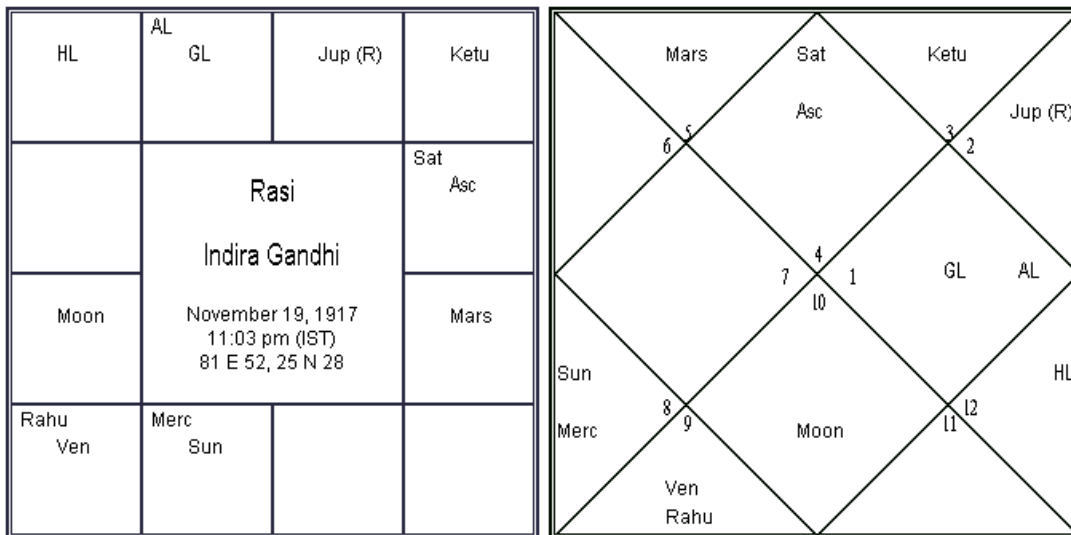 HL
AL
GL
Jup (R)
Ketu
Sat
Asc
Rasi
Indira Gandhi
November 19, 1917
11:03 pm (IST)
81 E 52, 25 N 28
Moon
Mars
Rahu
Ven
Merc
Sun
Mars
Sat
Ketu
Asc
Jup (R)
5
6
3
2
4
7
1
10
GL
AL
Sun
HL
Merc
8
9
12
11
Moon
Ven
Rahu